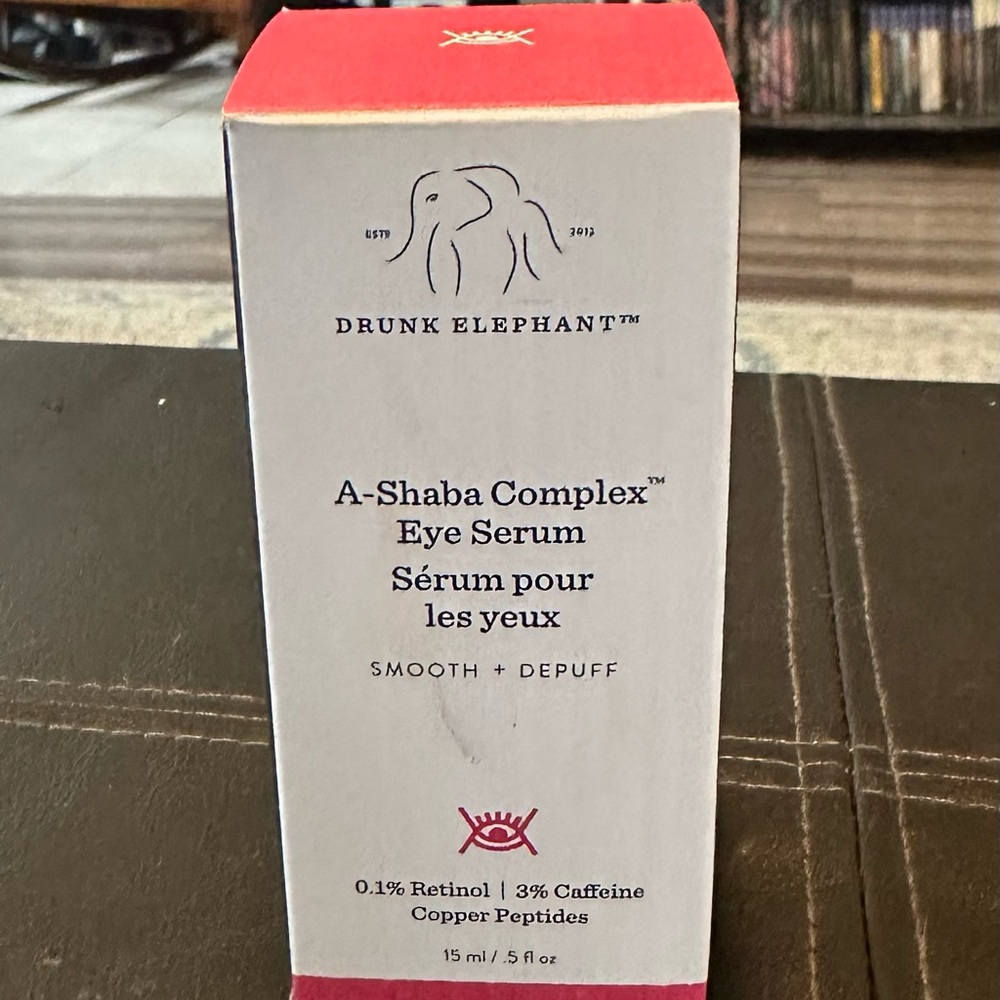 ESTD 2012
DRUNK ELEPHANT™
A-Shaba Complex™
Eye Serum
Sérum pour
les yeux
SMOOTH + DEPUFF
0.1% Retinol | 3% Caffeine
Copper Peptides
15 ml / .5 fl oz